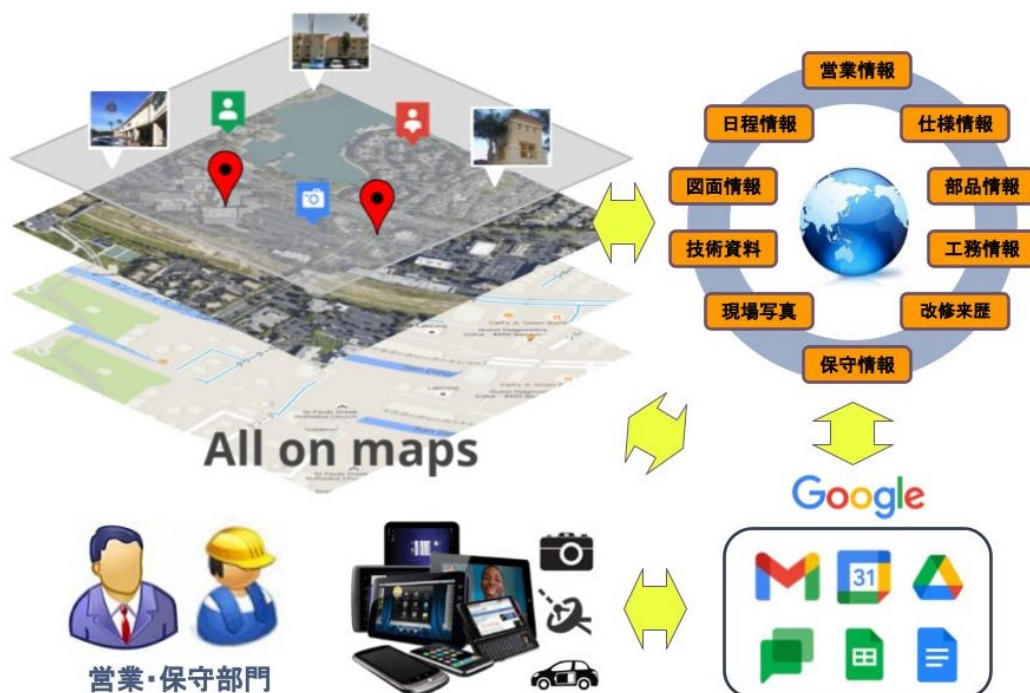 営業情報
日程情報
仕様情報
図面情報
部品情報
技術資料
工務情報
現場写真
改修来歴
保守情報
All on maps
Google
31
営業・保守部門